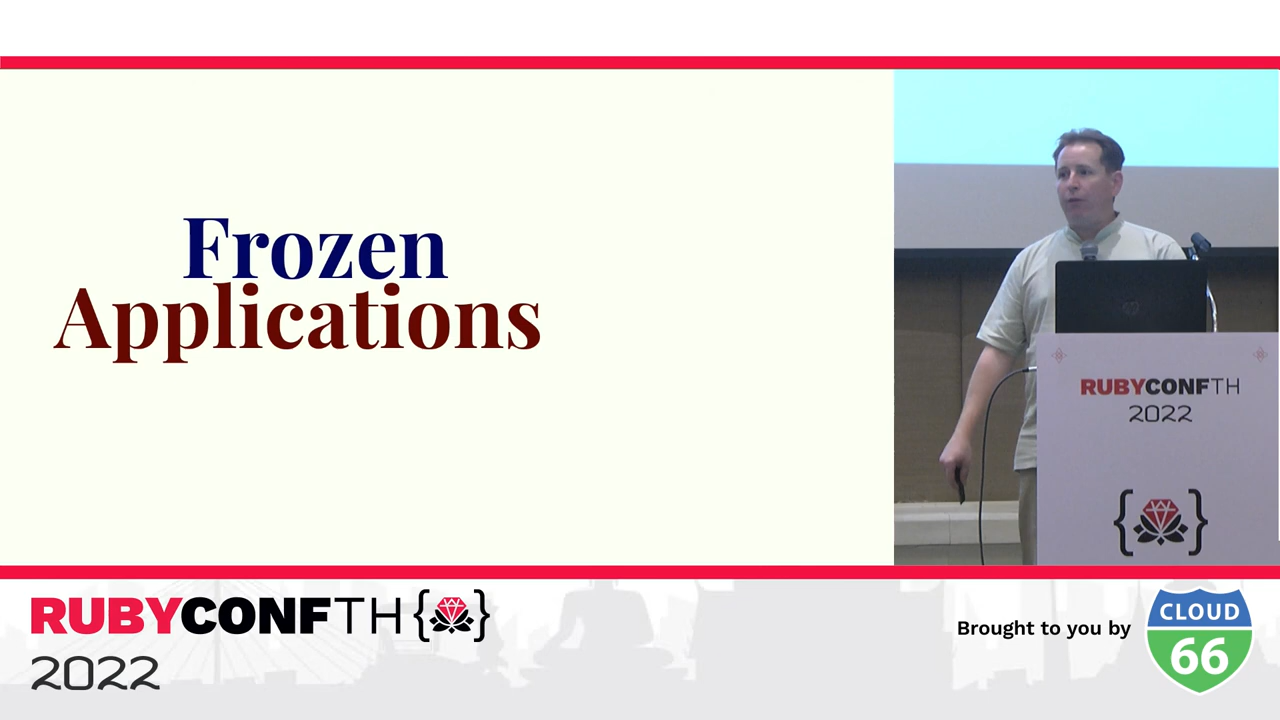 Frozen
Applications
RUBYCONFTH
2022
RUBYCONFTH
2022
Brought to you by
CLOUD
66